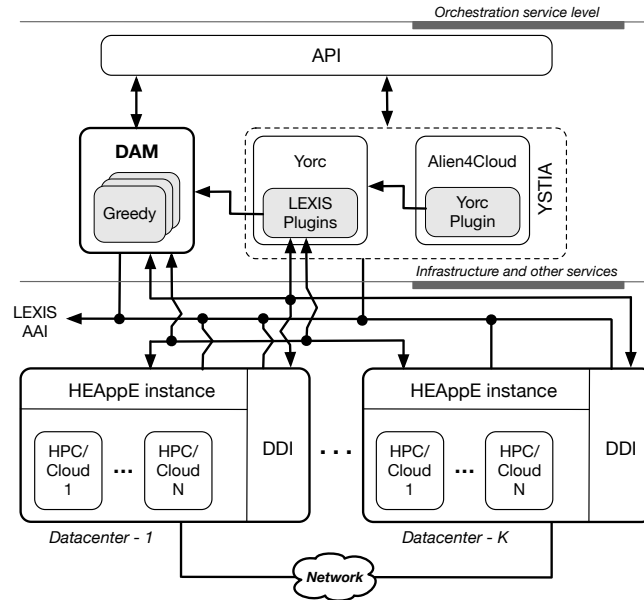 Orchestration service level
API
DAM
Greedy
Yorc
LEXIS
Plugins
Alien4Cloud
Yorc
Plugin
YSTIA
Infrastructure and other services
LEXIS
AAI
HEAppE instance
HPC/
Cloud
1
...
HPC/
Cloud
N
DDI
Datacenter - 1
. . .
HEAppE instance
HPC/
Cloud
1
...
HPC/
Cloud
N
DDI
Datacenter - K
Network